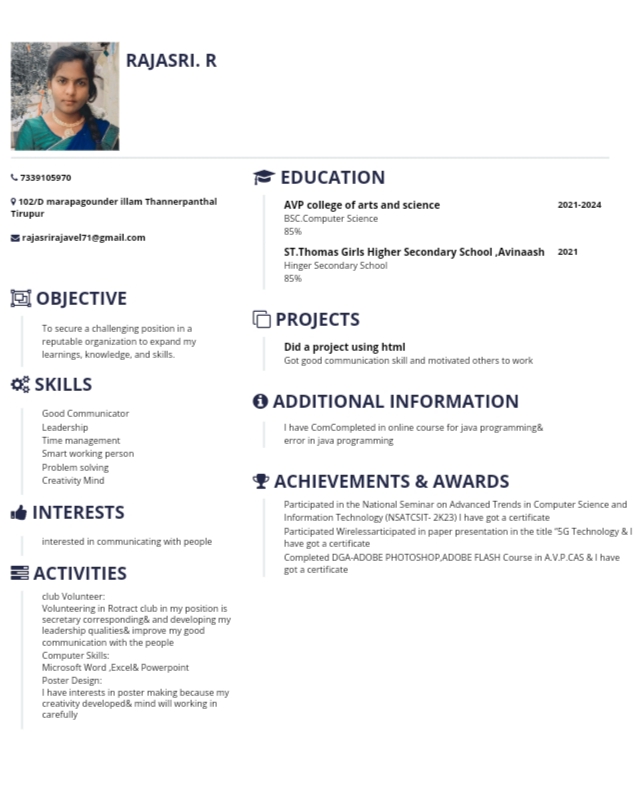 RAJASRI. R
7339105970
102/D marapagounder illam Thannerpanthal
Tirupur
rajasrirajavel71@gmail.com
OBJECTIVE
To secure a challenging position in a
reputable organization to expand my
learnings, knowledge, and skills.
SKILLS
Good Communicator
Leadership
Time management
Smart working person
Problem solving
Creativity Mind
INTERESTS
interested in communicating with people
ACTIVITIES
club Volunteer:
Volunteering in Rotract club in my position is
secretary corresponding& and developing my
leadership qualities& improve my good
communication with the people
Computer Skills:
Microsoft Word ,Excel& Powerpoint
Poster Design:
I have interests in poster making because my
creativity developed& mind will working in
carefully
EDUCATION
AVP college of arts and science 2021-2024
BSC.Computer Science
85%
ST.Thomas Girls Higher Secondary School ,Avinaash 2021
Hinger Secondary School
85%
PROJECTS
Did a project using html
Got good communication skill and motivated others to work
ADDITIONAL INFORMATION
I have ComCompleted in online course for java programming&
error in java programming
ACHIEVEMENTS & AWARDS
Participated in the National Seminar on Advanced Trends in Computer Science and
Information Technology (NSATCSIT- 2K23) I have got a certificate
Participated Wirelessarticipated in paper presentation in the title "5G Technology & I
have got a certificate
Completed DGA-ADOBE PHOTOSHOP,ADOBE FLASH Course in A.V.P.CAS & I have
got a certificate